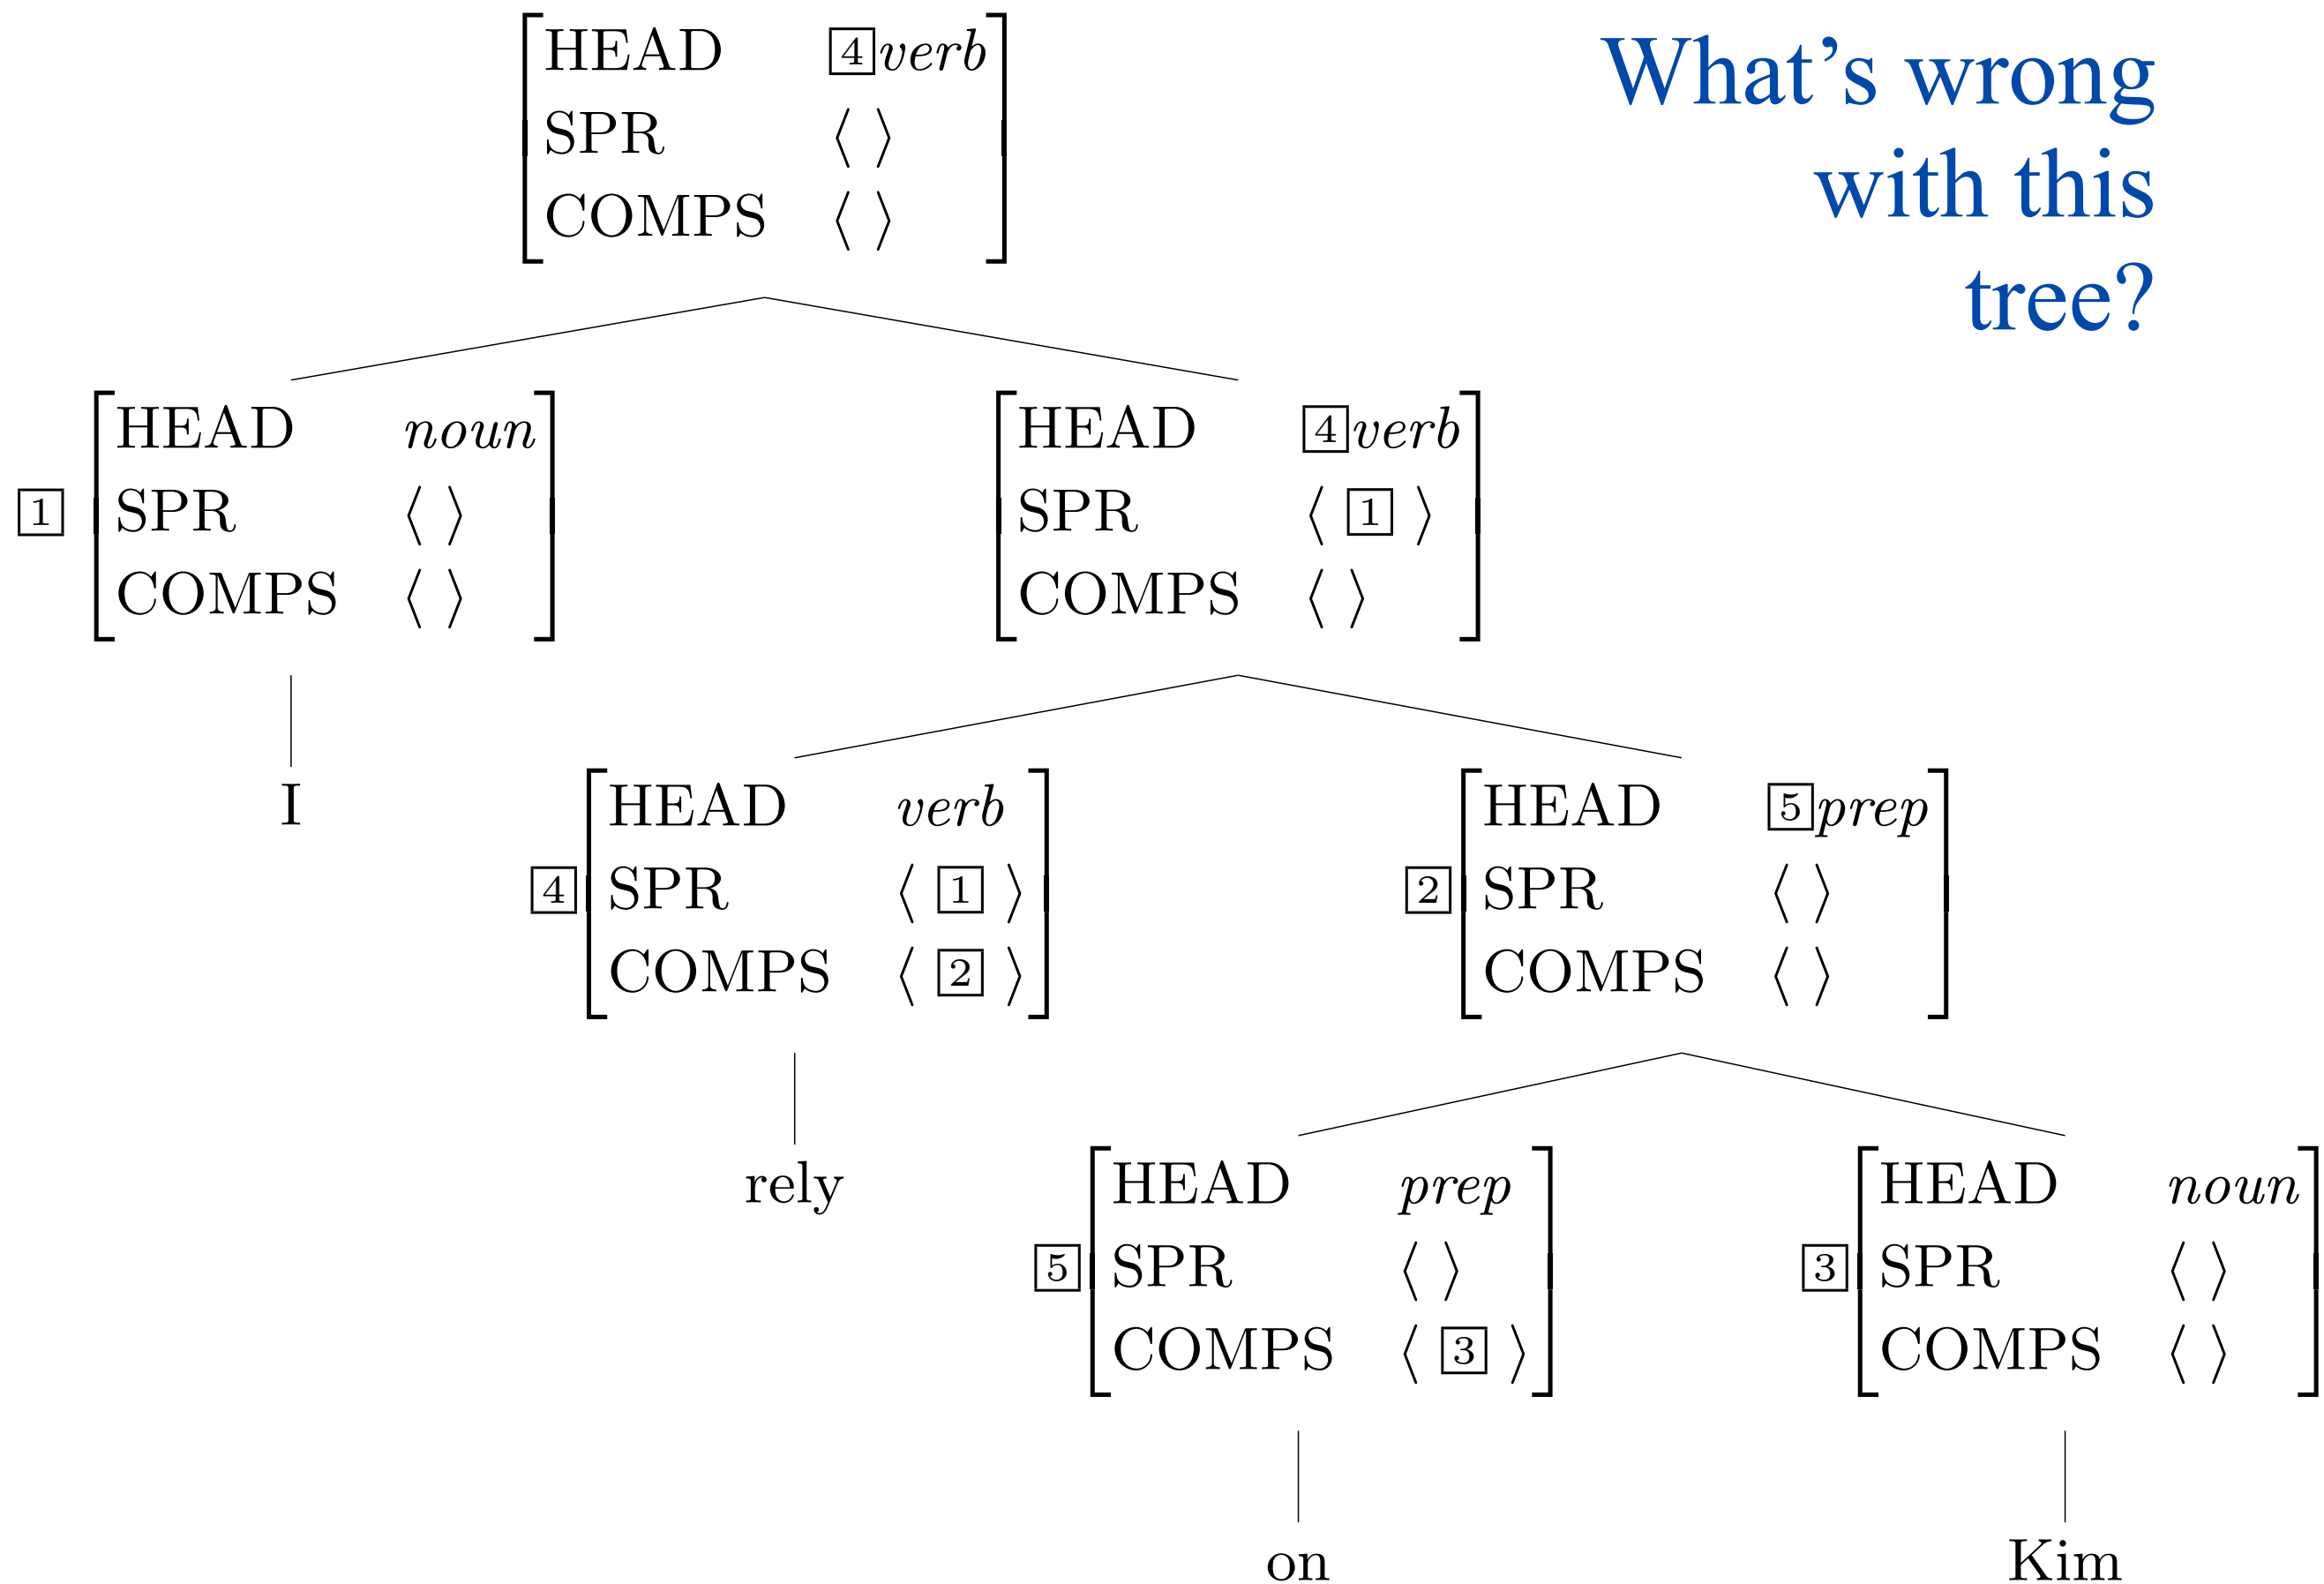 What's wrong
with this
tree?
HEAD 4 verb
SPR ⟨ ⟩
COMPS ⟨ ⟩
1
HEAD noun
SPR ⟨ ⟩
COMPS ⟨ ⟩
HEAD 4 verb
SPR ⟨ 1 ⟩
COMPS ⟨ ⟩
I
4
HEAD verb
SPR ⟨ 1 ⟩
COMPS ⟨ 2 ⟩
2
HEAD 5 prep
SPR ⟨ ⟩
COMPS ⟨ ⟩
rely
5
HEAD prep
SPR ⟨ ⟩
COMPS ⟨ 3 ⟩
3
HEAD noun
SPR ⟨ ⟩
COMPS ⟨ ⟩
on
Kim